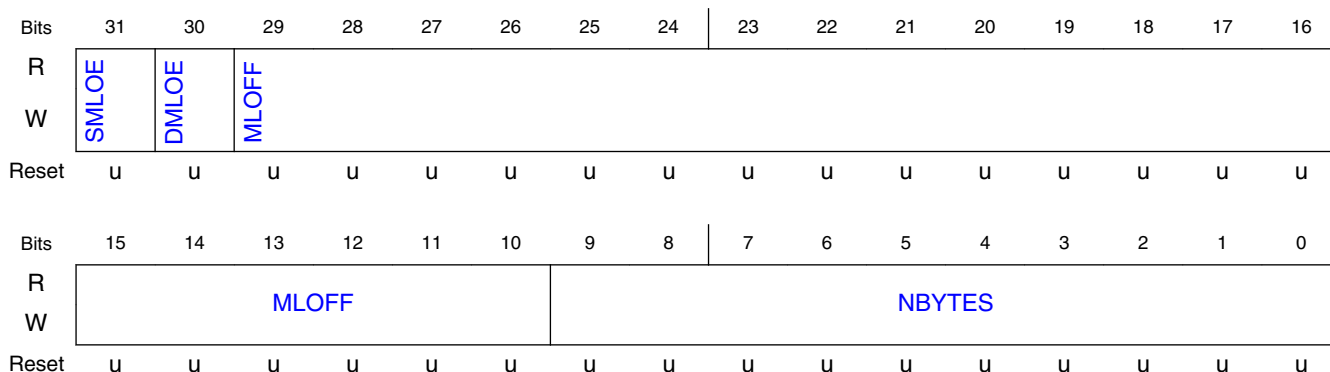 Bits 31 30 29 28 27 26 25 24 23 22 21 20 19 18 17 16
R
SMLOE DMLOE MLOFF
W
Reset u u u u u u u u u u u u u u u u
Bits 15 14 13 12 11 10 9 8 7 6 5 4 3 2 1 0
R
MLOFF NBYTES
W
Reset u u u u u u u u u u u u u u u u